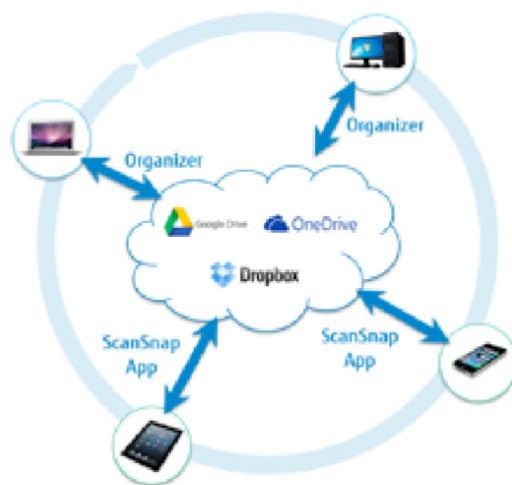 Organizer
Organizer
Google Drive
OneDrive
Dropbox
ScanSnap
App
ScanSnap
App